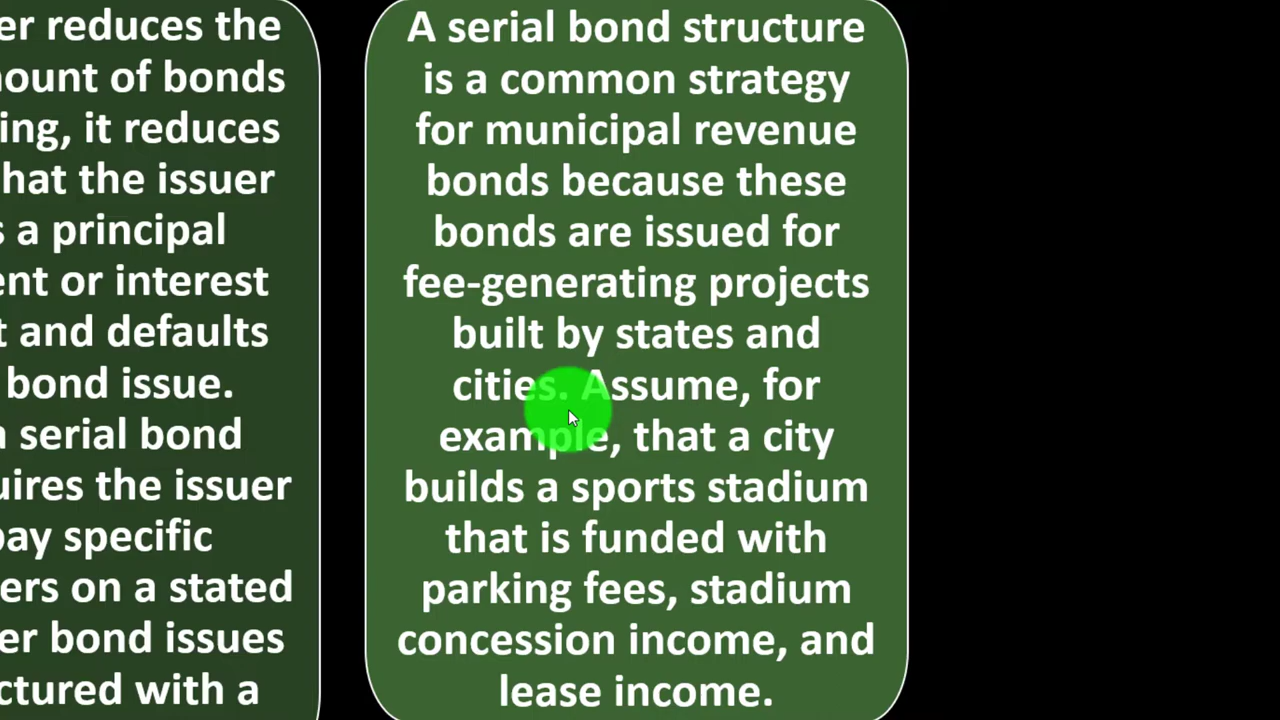 er reduces the
ount of bonds
ing, it reduces
hat the issuer
s a principal
ent or interest
t and defaults
bond issue.
a serial bond
uires the issuer
pay specific
ers on a stated
er bond issues
ctured with a
A serial bond structure
is a common strategy
for municipal revenue
bonds because these
bonds are issued for
fee-generating projects
built by states and
cities. Assume, for
example, that a city
builds a sports stadium
that is funded with
parking fees, stadium
concession income, and
lease income.